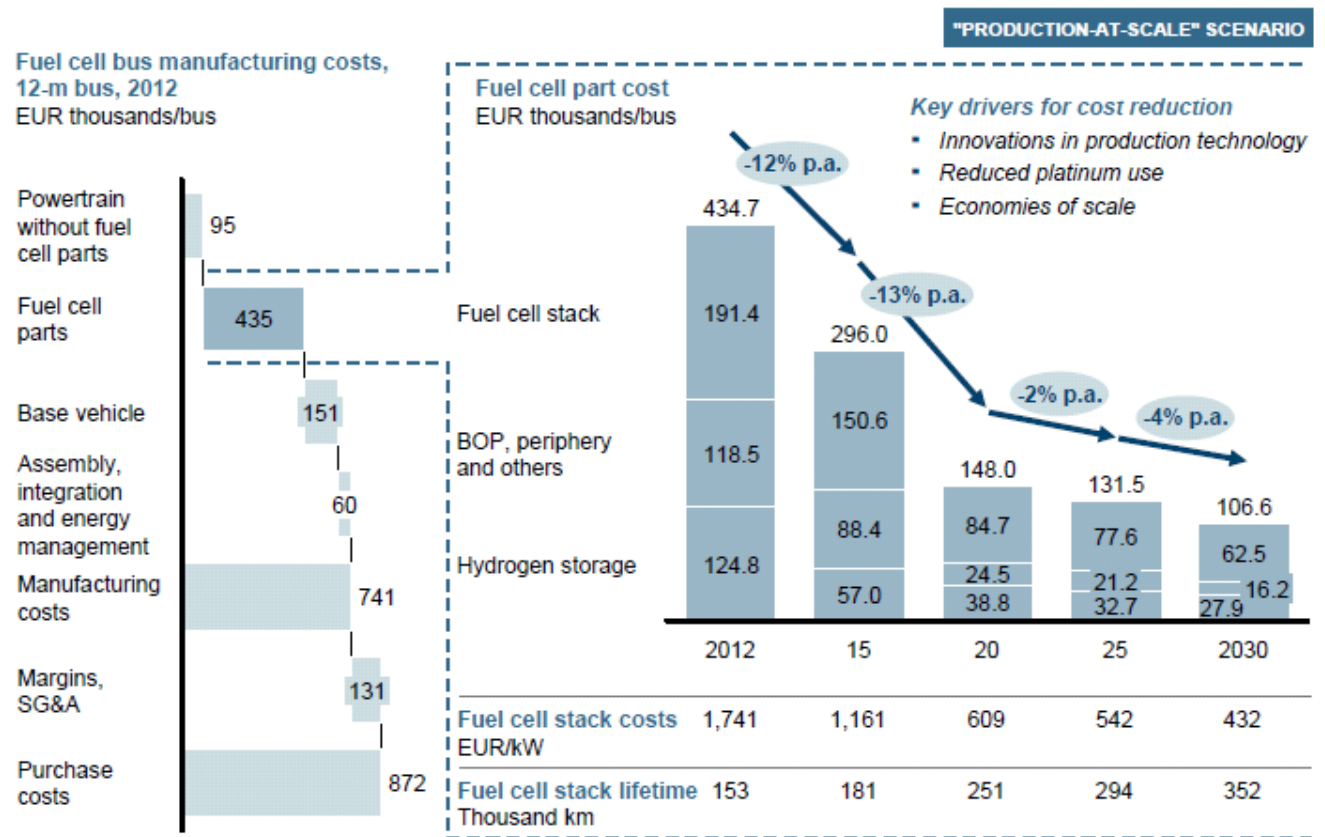 "PRODUCTION-AT-SCALE" SCENARIO
Fuel cell bus manufacturing costs,
12-m bus, 2012
EUR thousands/bus
Powertrain
without fuel
cell parts
95
Fuel cell
parts
435
Base vehicle
151
Assembly,
integration
and energy
management
60
Manufacturing
costs
741
Margins,
SG&A
131
Purchase
costs
872
Fuel cell part cost
EUR thousands/bus
Key drivers for cost reduction
▪ Innovations in production technology
▪ Reduced platinum use
▪ Economies of scale
-12% p.a.
-13% p.a.
-2% p.a.
-4% p.a.
434.7
296.0
148.0
131.5
106.6
Fuel cell stack
191.4
150.6
84.7
77.6
62.5
BOP, periphery
and others
118.5
88.4
24.5
21.2
16.2
Hydrogen storage
124.8
57.0
38.8
32.7
27.9
2012 15 20 25 2030
Fuel cell stack costs 1,741 1,161 609 542 432
EUR/kW
Fuel cell stack lifetime 153 181 251 294 352
Thousand km